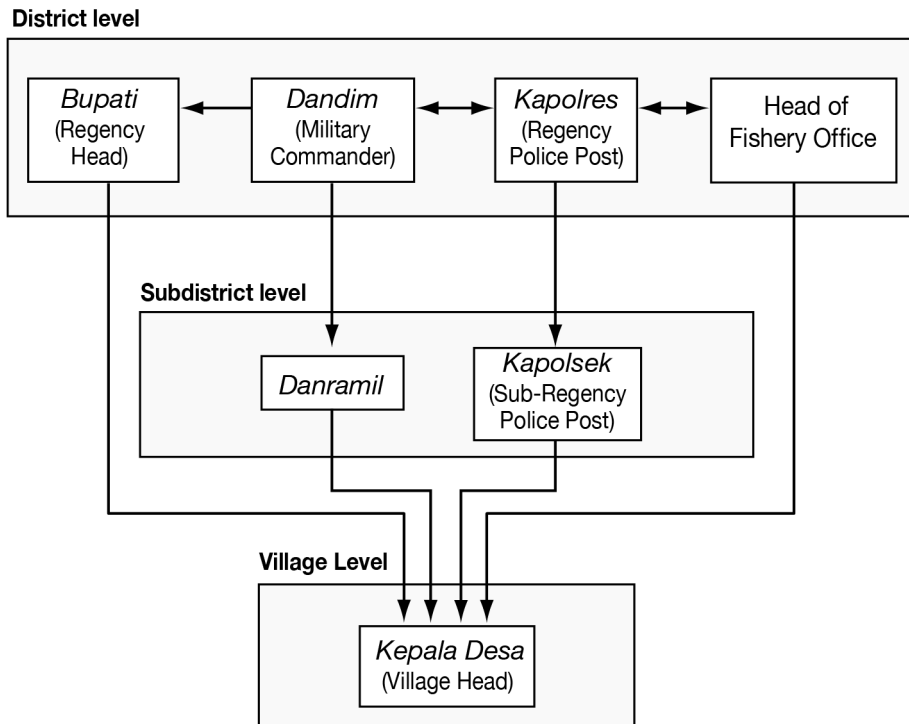 District level
Bupati
(Regency
Head)
Dandim
(Military
Commander)
Kapolres
(Regency
Police Post)
Head of
Fishery Office
Subdistrict level
Danramil
Kapolsek
(Sub-Regency
Police Post)
Village Level
Kepala Desa
(Village Head)